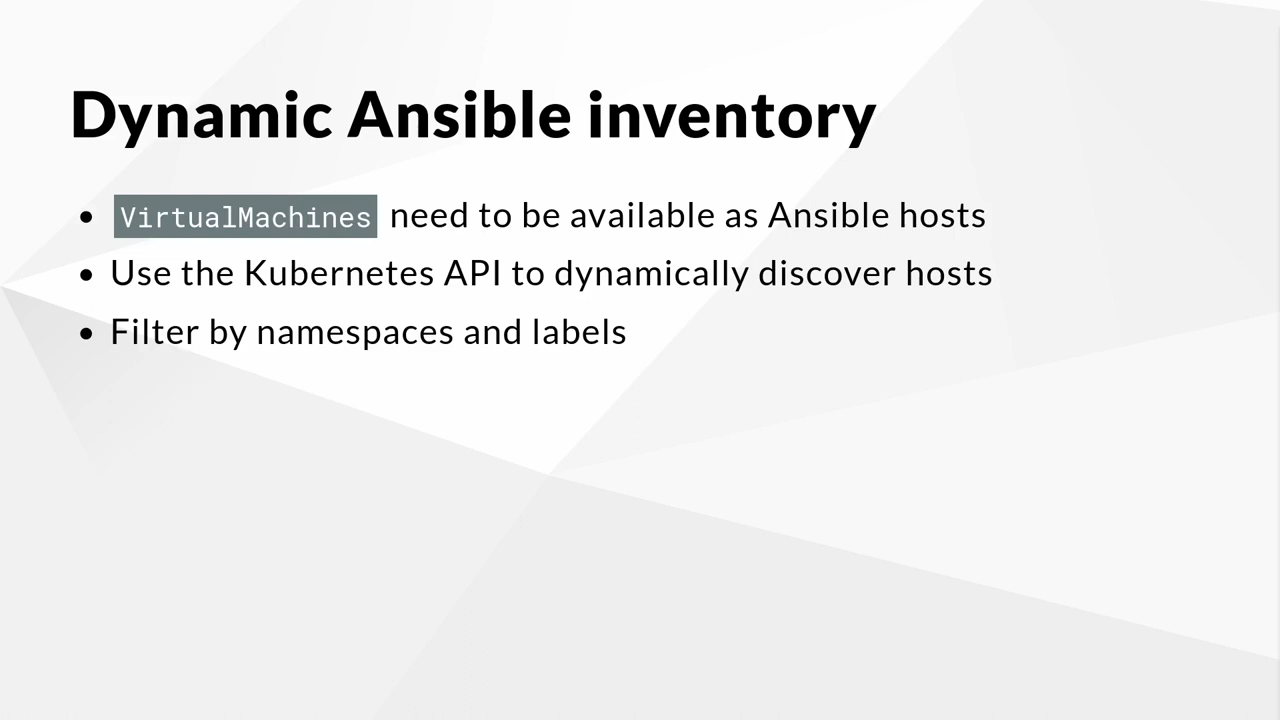 Dynamic Ansible inventory
VirtualMachines need to be available as Ansible hosts
Use the Kubernetes API to dynamically discover hosts
Filter by namespaces and labels